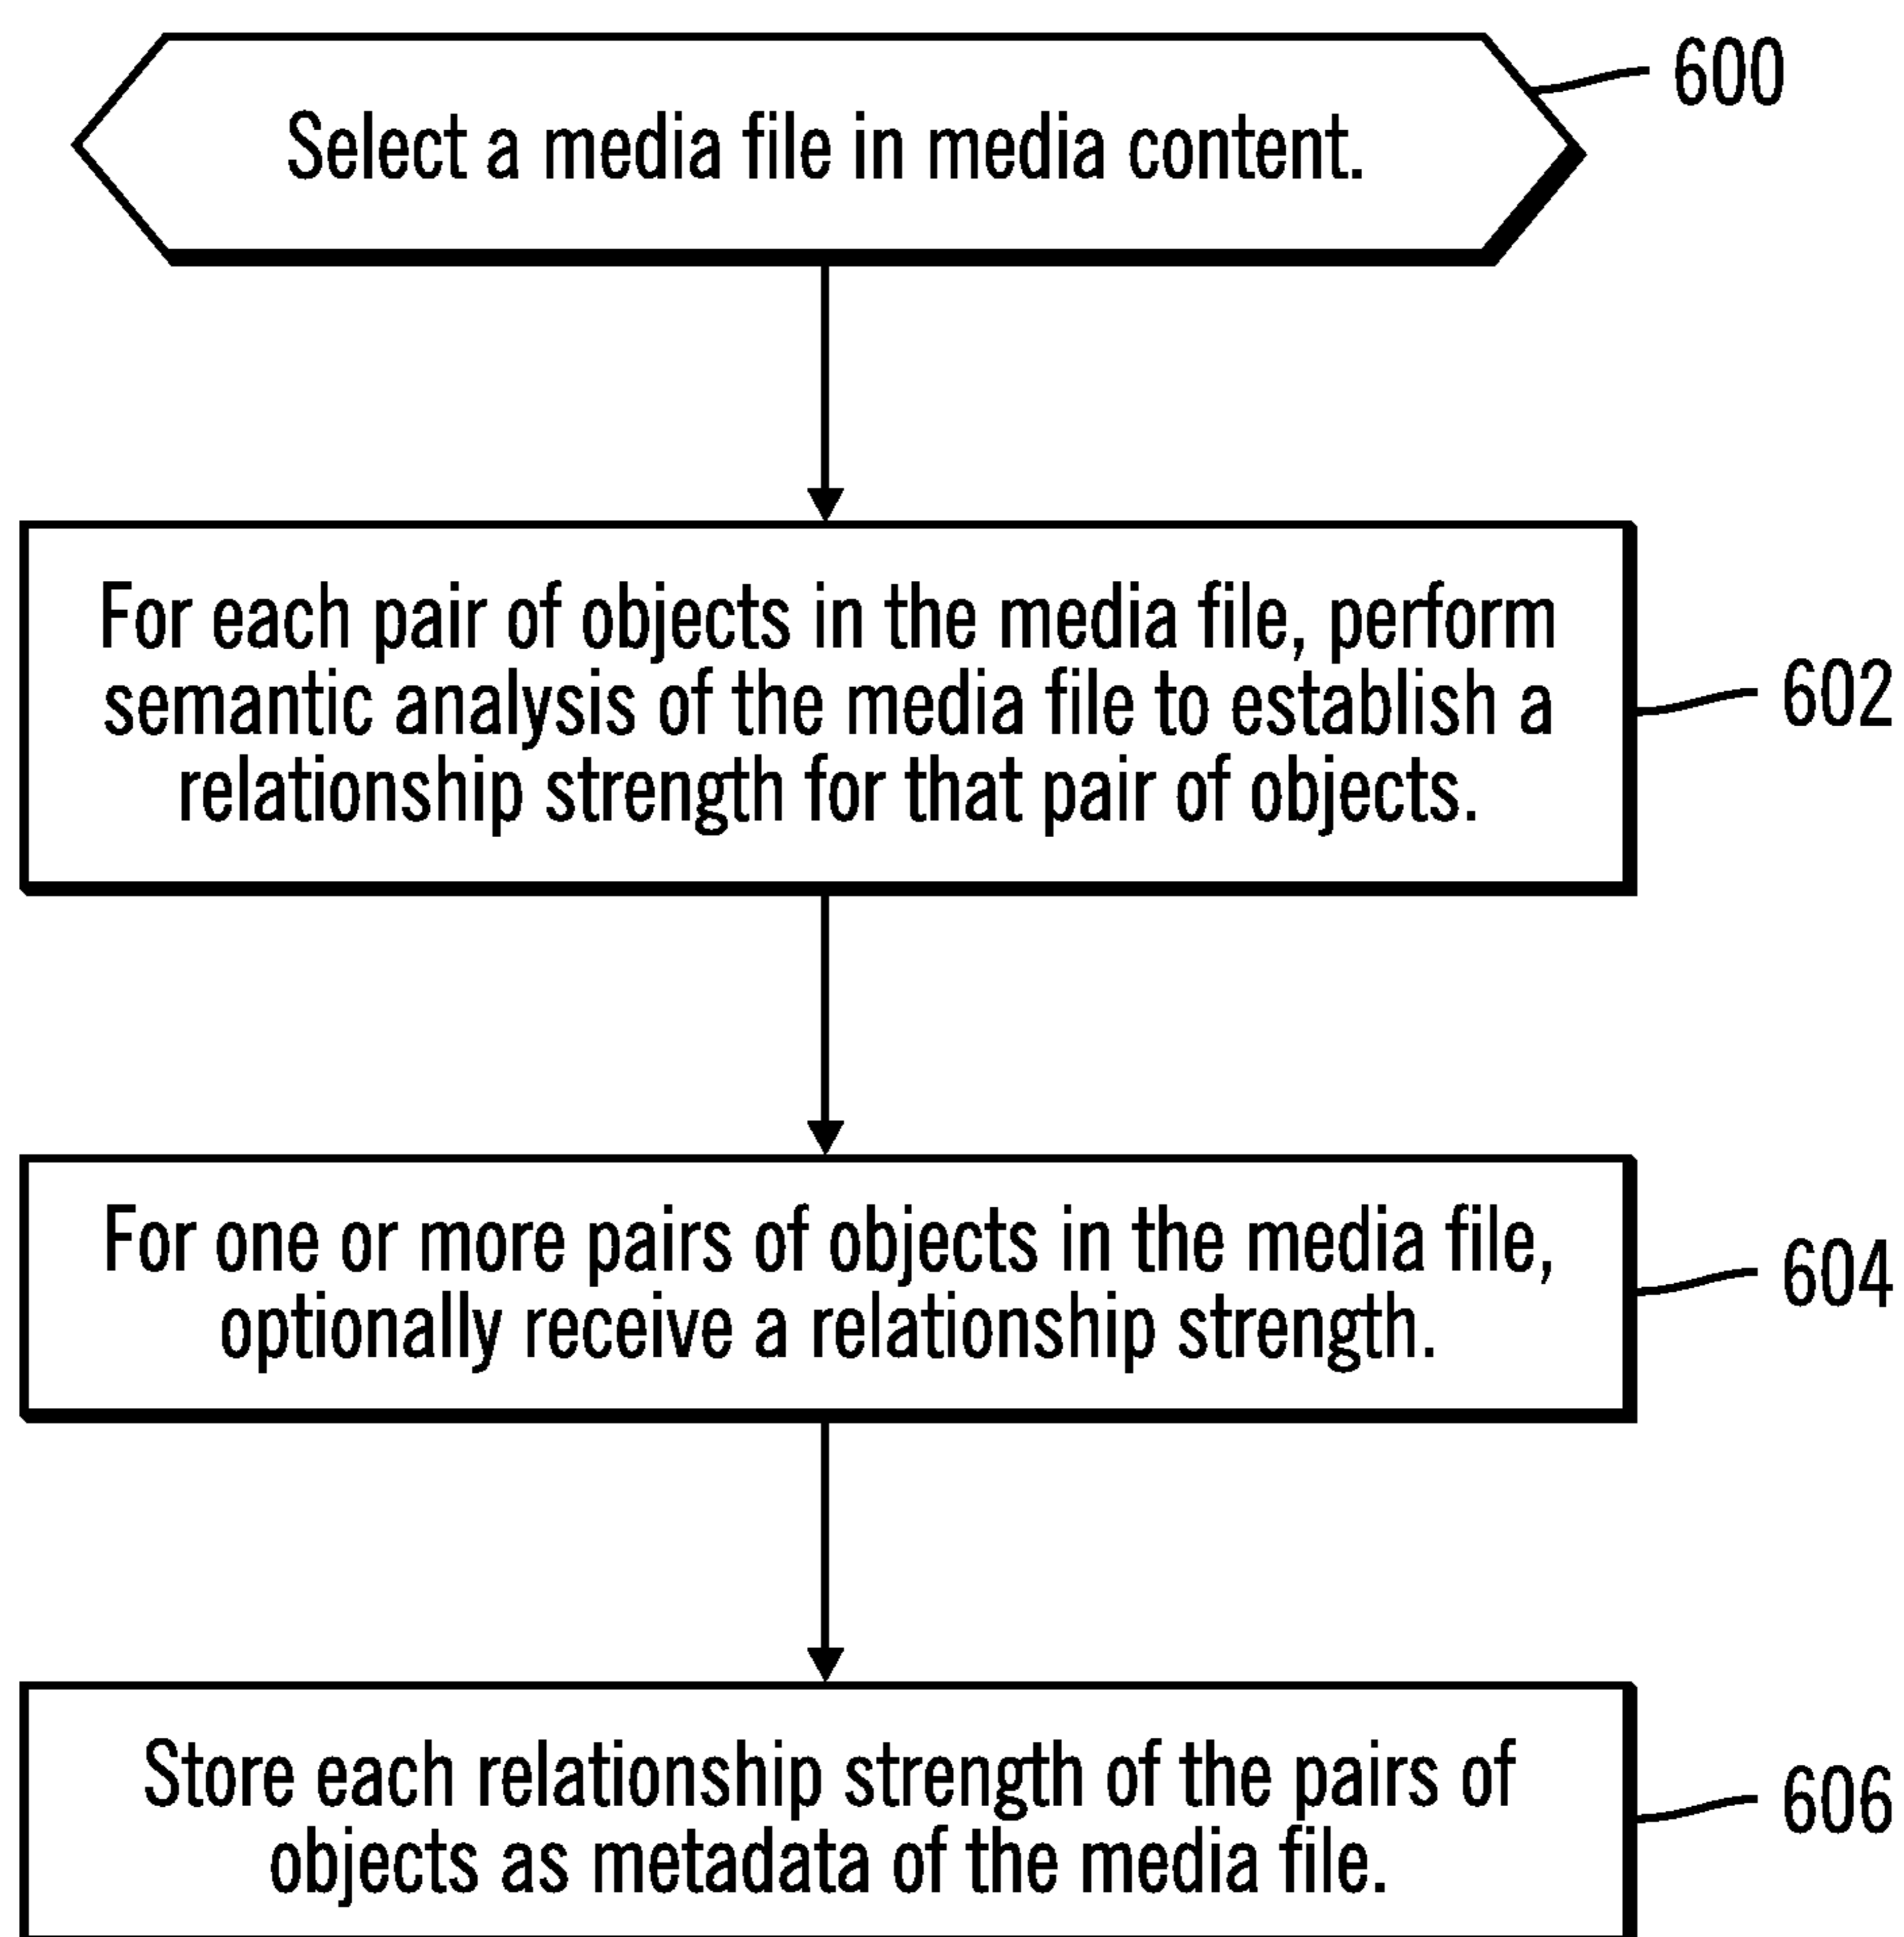 Select a media file in media content.
600
For each pair of objects in the media file, perform
semantic analysis of the media file to establish a
relationship strength for that pair of objects.
602
For one or more pairs of objects in the media file,
optionally receive a relationship strength.
604
Store each relationship strength of the pairs of
objects as metadata of the media file.
606